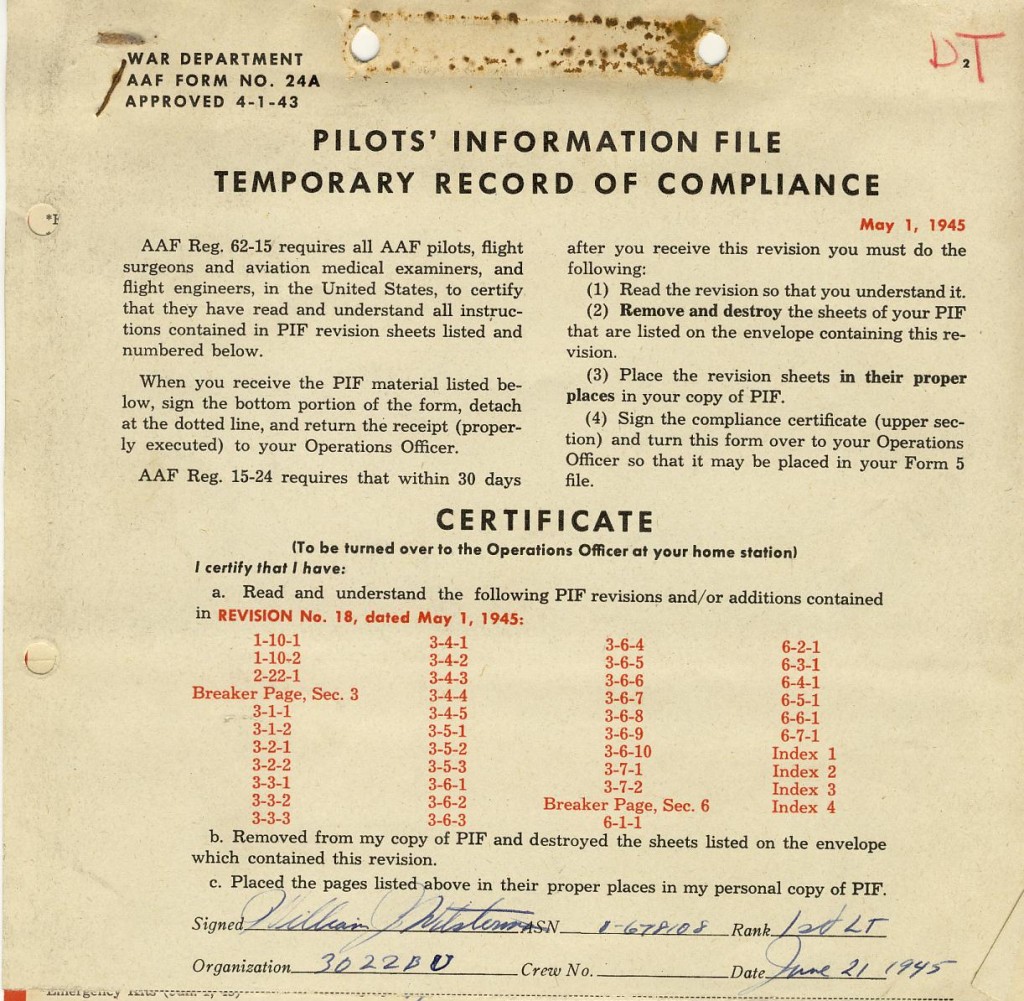 WAR DEPARTMENT
AAF FORM NO. 24A
APPROVED 4-1-43
DT
2
PILOTS' INFORMATION FILE
TEMPORARY RECORD OF COMPLIANCE
May 1, 1945
AAF Reg. 62-15 requires all AAF pilots, flight
surgeons and aviation medical examiners, and
flight engineers, in the United States, to certify
that they have read and understand all instruc-
tions contained in PIF revision sheets listed and
numbered below.
When you receive the PIF material listed be-
low, sign the bottom portion of the form, detach
at the dotted line, and return the receipt (proper-
ly executed) to your Operations Officer.
AAF Reg. 15-24 requires that within 30 days
after you receive this revision you must do the
following:
(1) Read the revision so that you understand it.
(2) Remove and destroy the sheets of your PIF
that are listed on the envelope containing this re-
vision.
(3) Place the revision sheets in their proper
places in your copy of PIF.
(4) Sign the compliance certificate (upper sec-
tion) and turn this form over to your Operations
Officer so that it may be placed in your Form 5
file.
CERTIFICATE
(To be turned over to the Operations Officer at your home station)
I certify that I have:
a. Read and understand the following PIF revisions and/or additions contained
in REVISION No. 18, dated May 1, 1945:
1-10-1
1-10-2
2-22-1
Breaker Page, Sec. 3
3-1-1
3-1-2
3-2-1
3-2-2
3-3-1
3-3-2
3-3-3
3-4-1
3-4-2
3-4-3
3-4-4
3-4-5
3-5-1
3-5-2
3-5-3
3-6-1
3-6-2
3-6-3
3-6-4
3-6-5
3-6-6
3-6-7
3-6-8
3-6-9
3-6-10
3-7-1
3-7-2
Breaker Page, Sec. 6
6-1-1
6-2-1
6-3-1
6-4-1
6-5-1
6-6-1
6-7-1
Index 1
Index 2
Index 3
Index 4
b. Removed from my copy of PIF and destroyed the sheets listed on the envelope
which contained this revision.
c. Placed the pages listed above in their proper places in my personal copy of PIF.
Signed William J ASN 0-678108 Rank 1st LT
Organization 3022BU Crew No. Date June 21 1945